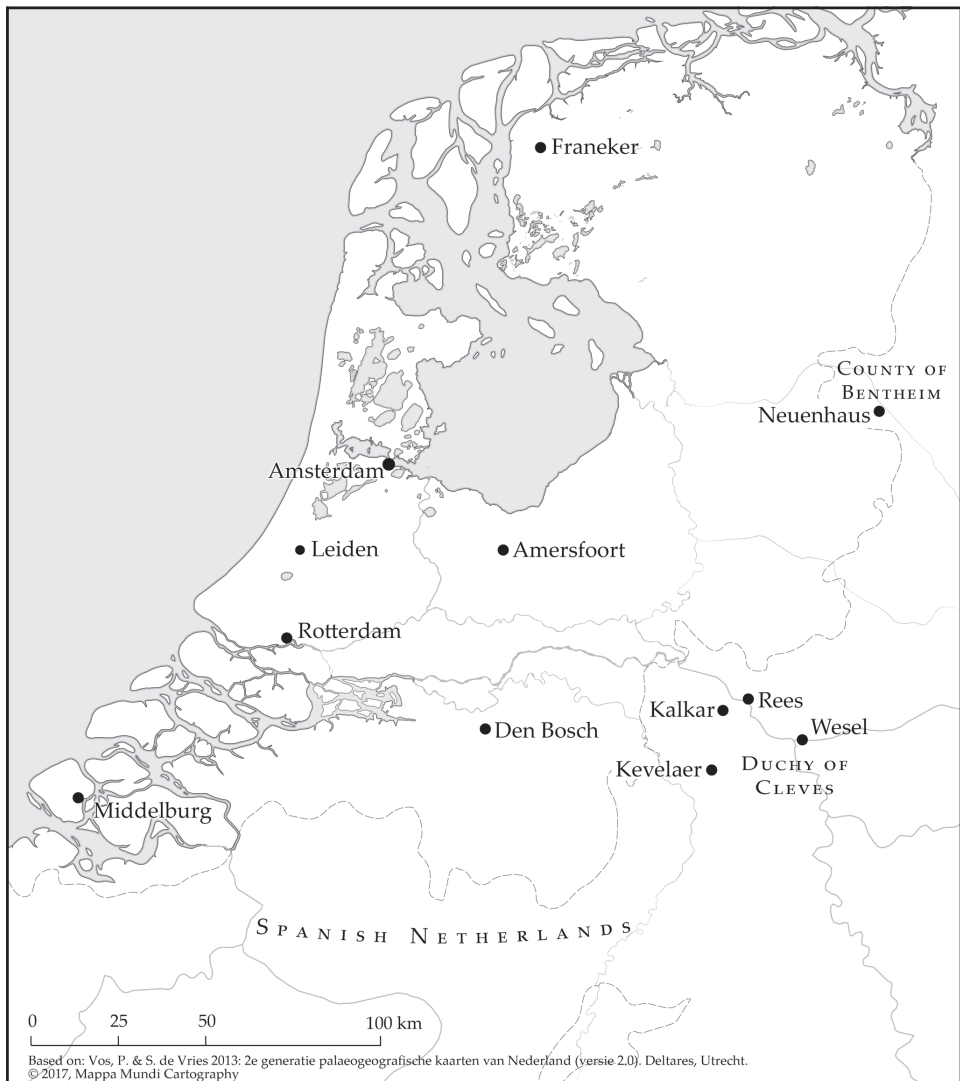 Franeker
COUNTY OF
BENTHEIM
Neuenhaus
Amsterdam
Leiden
Amersfoort
Rotterdam
Rees
Kalkar
Wesel
Den Bosch
Kevelaer
DUCHY OF
CLEVES
Middelburg
SPANISH NETHERLANDS
0 25 50 100 km
Based on: Vos, P. & S. de Vries 2013: 2e generatie palaeogeografische kaarten van Nederland (versie 2.0). Deltares, Utrecht.
© 2017, Mappa Mundi Cartography